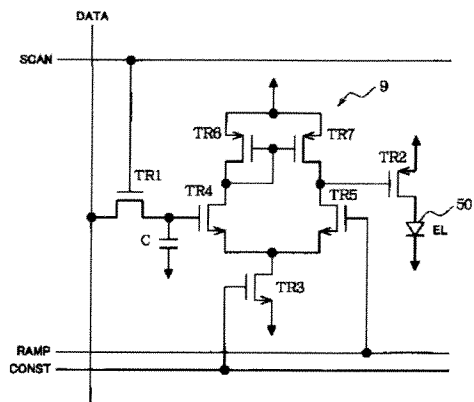 DATA
SCAN
9
TR6
TR7
TR2
TR1
TR4
TR5
50
EL
C
TR3
RAMP
CONST